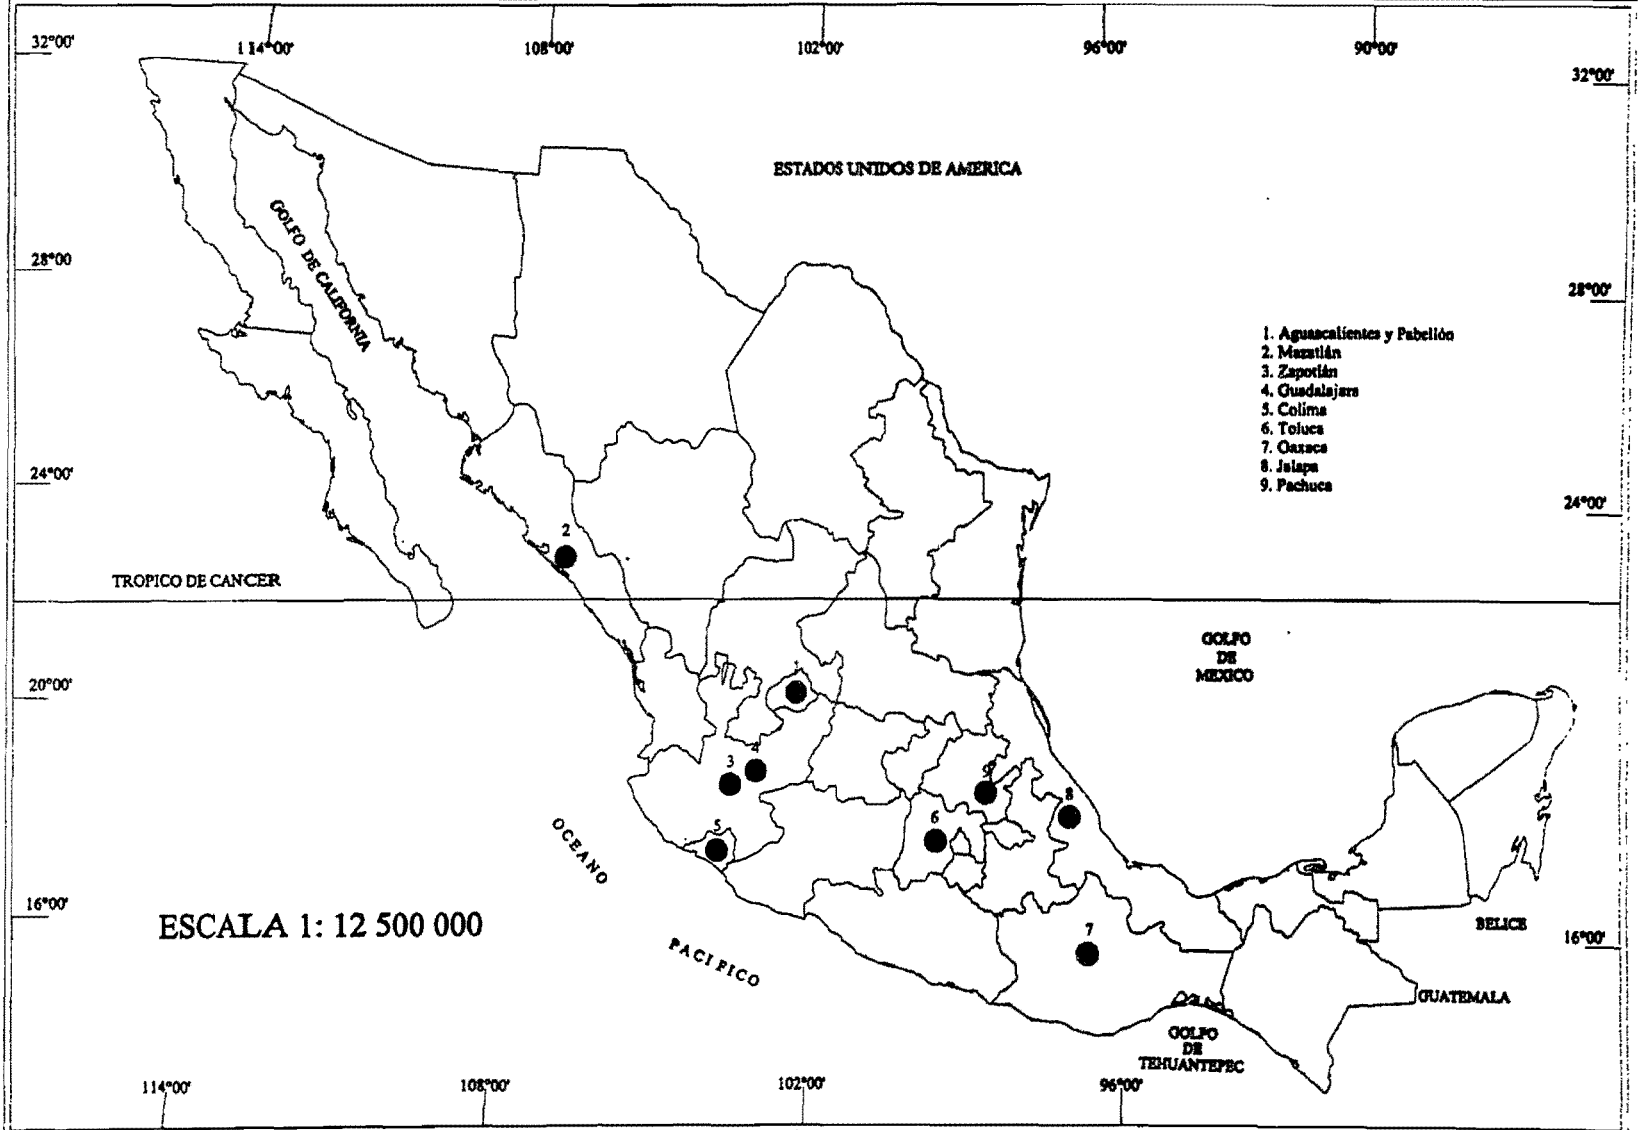 114°00'
108°00'
102°00'
96°00'
90°00'
32°00'
32°00'
ESTADOS UNIDOS DE AMERICA
GOLFO DE CALIFORNIA
28°00
28°00'
1. Aguascalientes y Pabellón
2. Mazatlán
3. Zapotlán
4. Guadalajara
5. Colima
6. Toluca
7. Oaxaca
8. Jalapa
9. Pachuca
24°00'
24°00'
2
TROPICO DE CANCER
GOLFO
DE
MEXICO
1
20°00'
4
3
9
8
6
5
OCEANO
PACIFICO
16°00'
ESCALA 1: 12 500 000
7
BELICE
16°00'
GUATEMALA
GOLFO
DE
TEHUANTEPEC
114°00'
108°00'
102°00'
96°00'